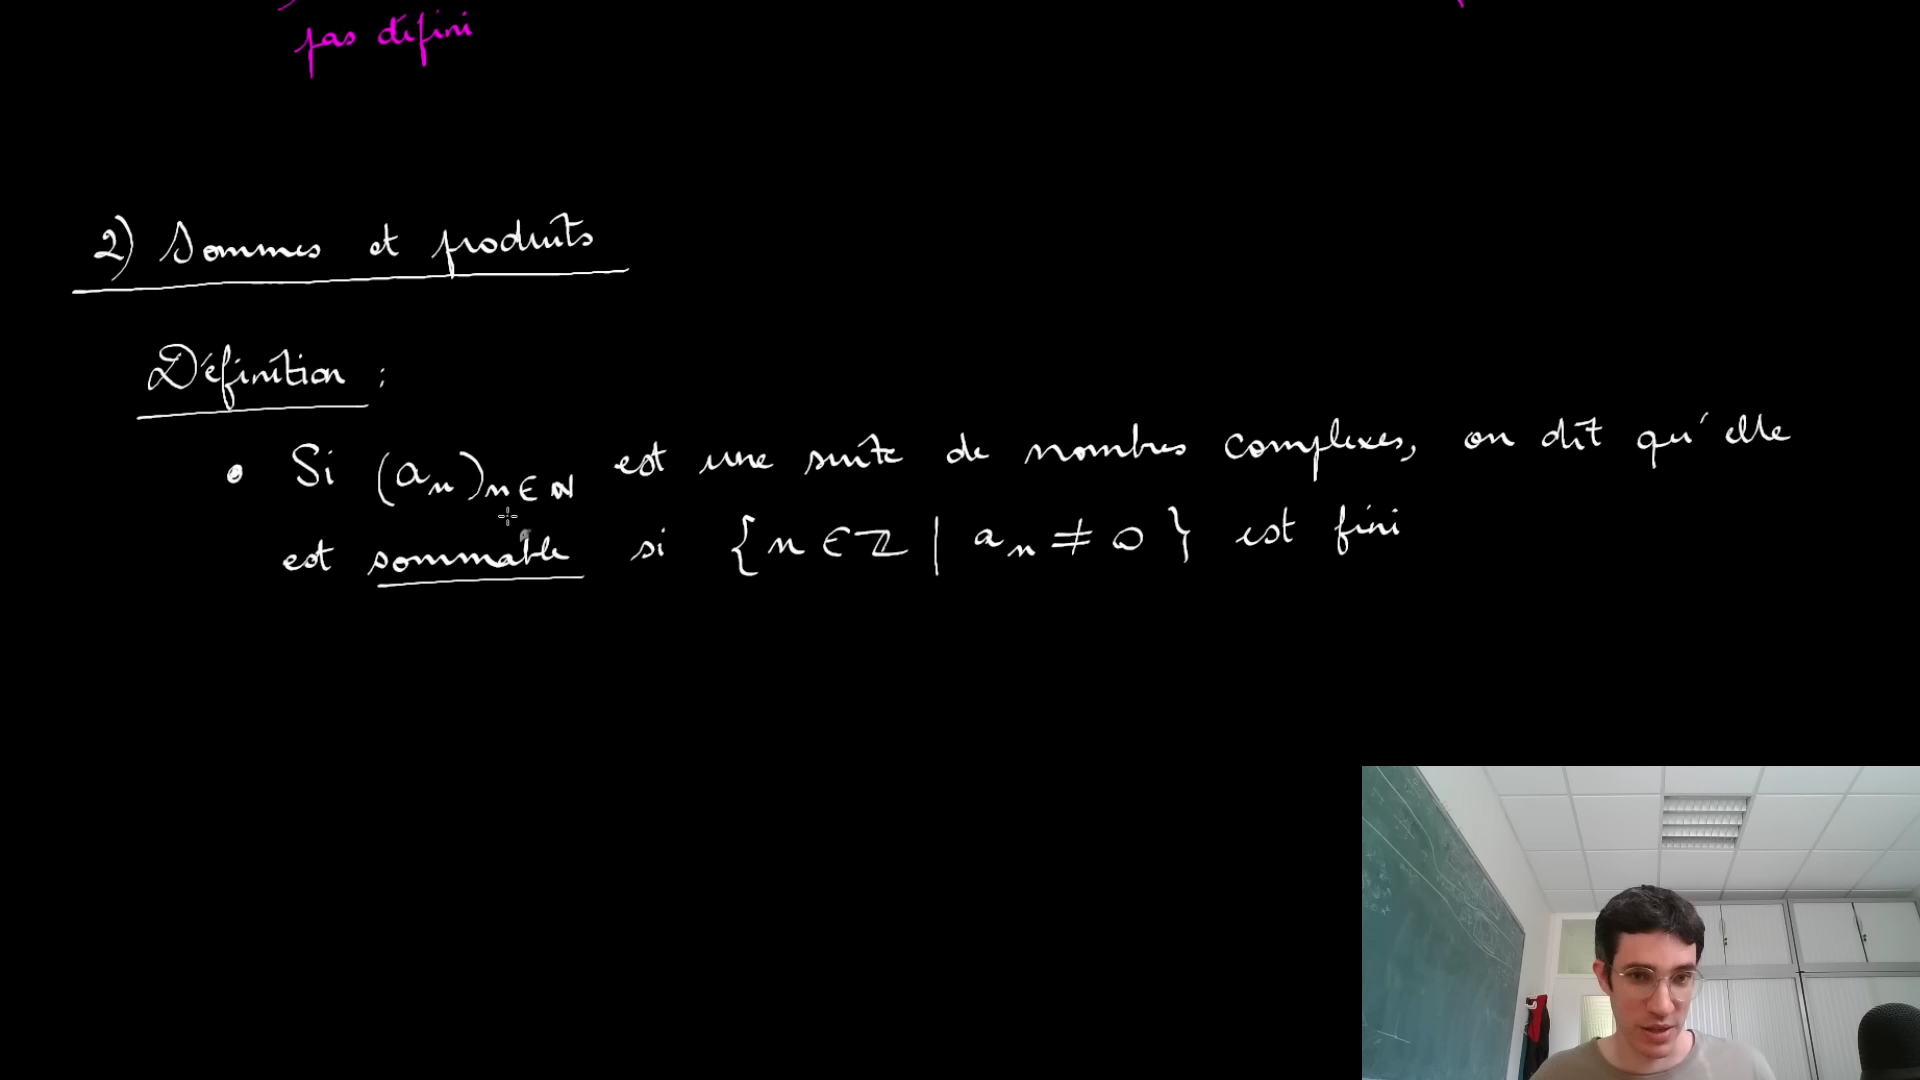 pas défini
2) Sommes et produits
Définition :
• Si (aₙ)ₙ∈ℕ est une suite de nombres complexes, on dit qu'elle
est sommable si {n ∈ ℤ | aₙ ≠ 0} est fini